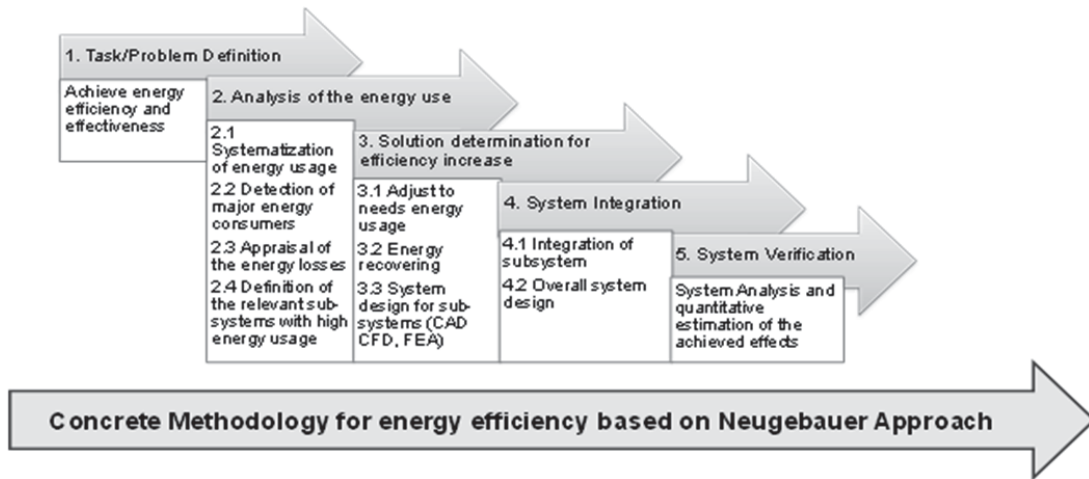 1. Task/Problem Definition
Achieve energy
efficiency and
effectiveness
2. Analysis of the energy use
2.1
Systematization
of energy usage
2.2 Detection of
major energy
consumers
2.3 Appraisal of
the energy losses
2.4 Definition of
the relevant sub-
systems with high
energy usage
3. Solution determination for
efficiency increase
3.1 Adjust to
needs energy
usage
3.2 Energy
recovering
3.3 System
design for sub-
systems (CAD
CFD, FEA)
4. System Integration
4.1 Integration of
subsystem
4.2 Overall system
design
5. System Verification
System Analysis and
quantitative
estimation of the
achieved effects
Concrete Methodology for energy efficiency based on Neugebauer Approach